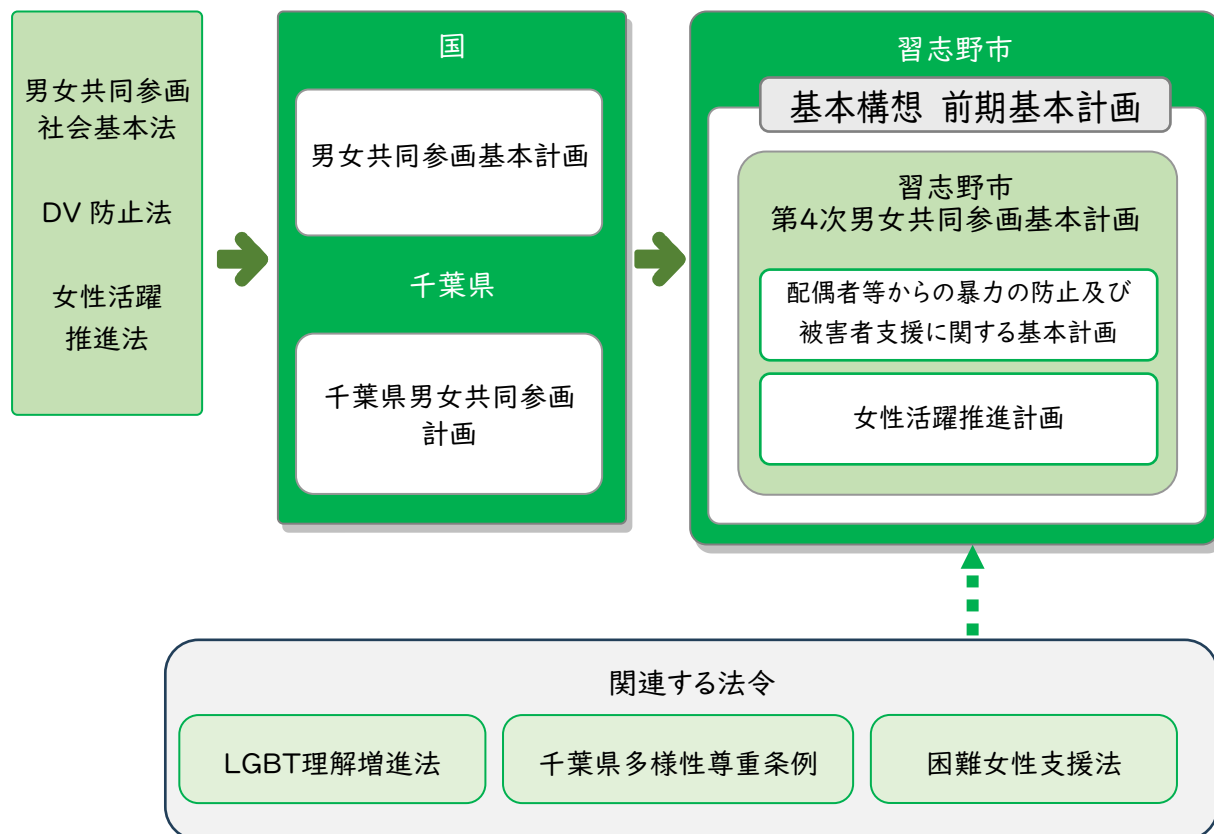 男女共同参画
社会基本法
DV 防止法
女性活躍
推進法
国
男女共同参画基本計画
千葉県
千葉県男女共同参画
計画
習志野市
基本構想 前期基本計画
習志野市
第4次男女共同参画基本計画
配偶者等からの暴力の防止及び
被害者支援に関する基本計画
女性活躍推進計画
関連する法令
LGBT理解増進法
千葉県多様性尊重条例
困難女性支援法